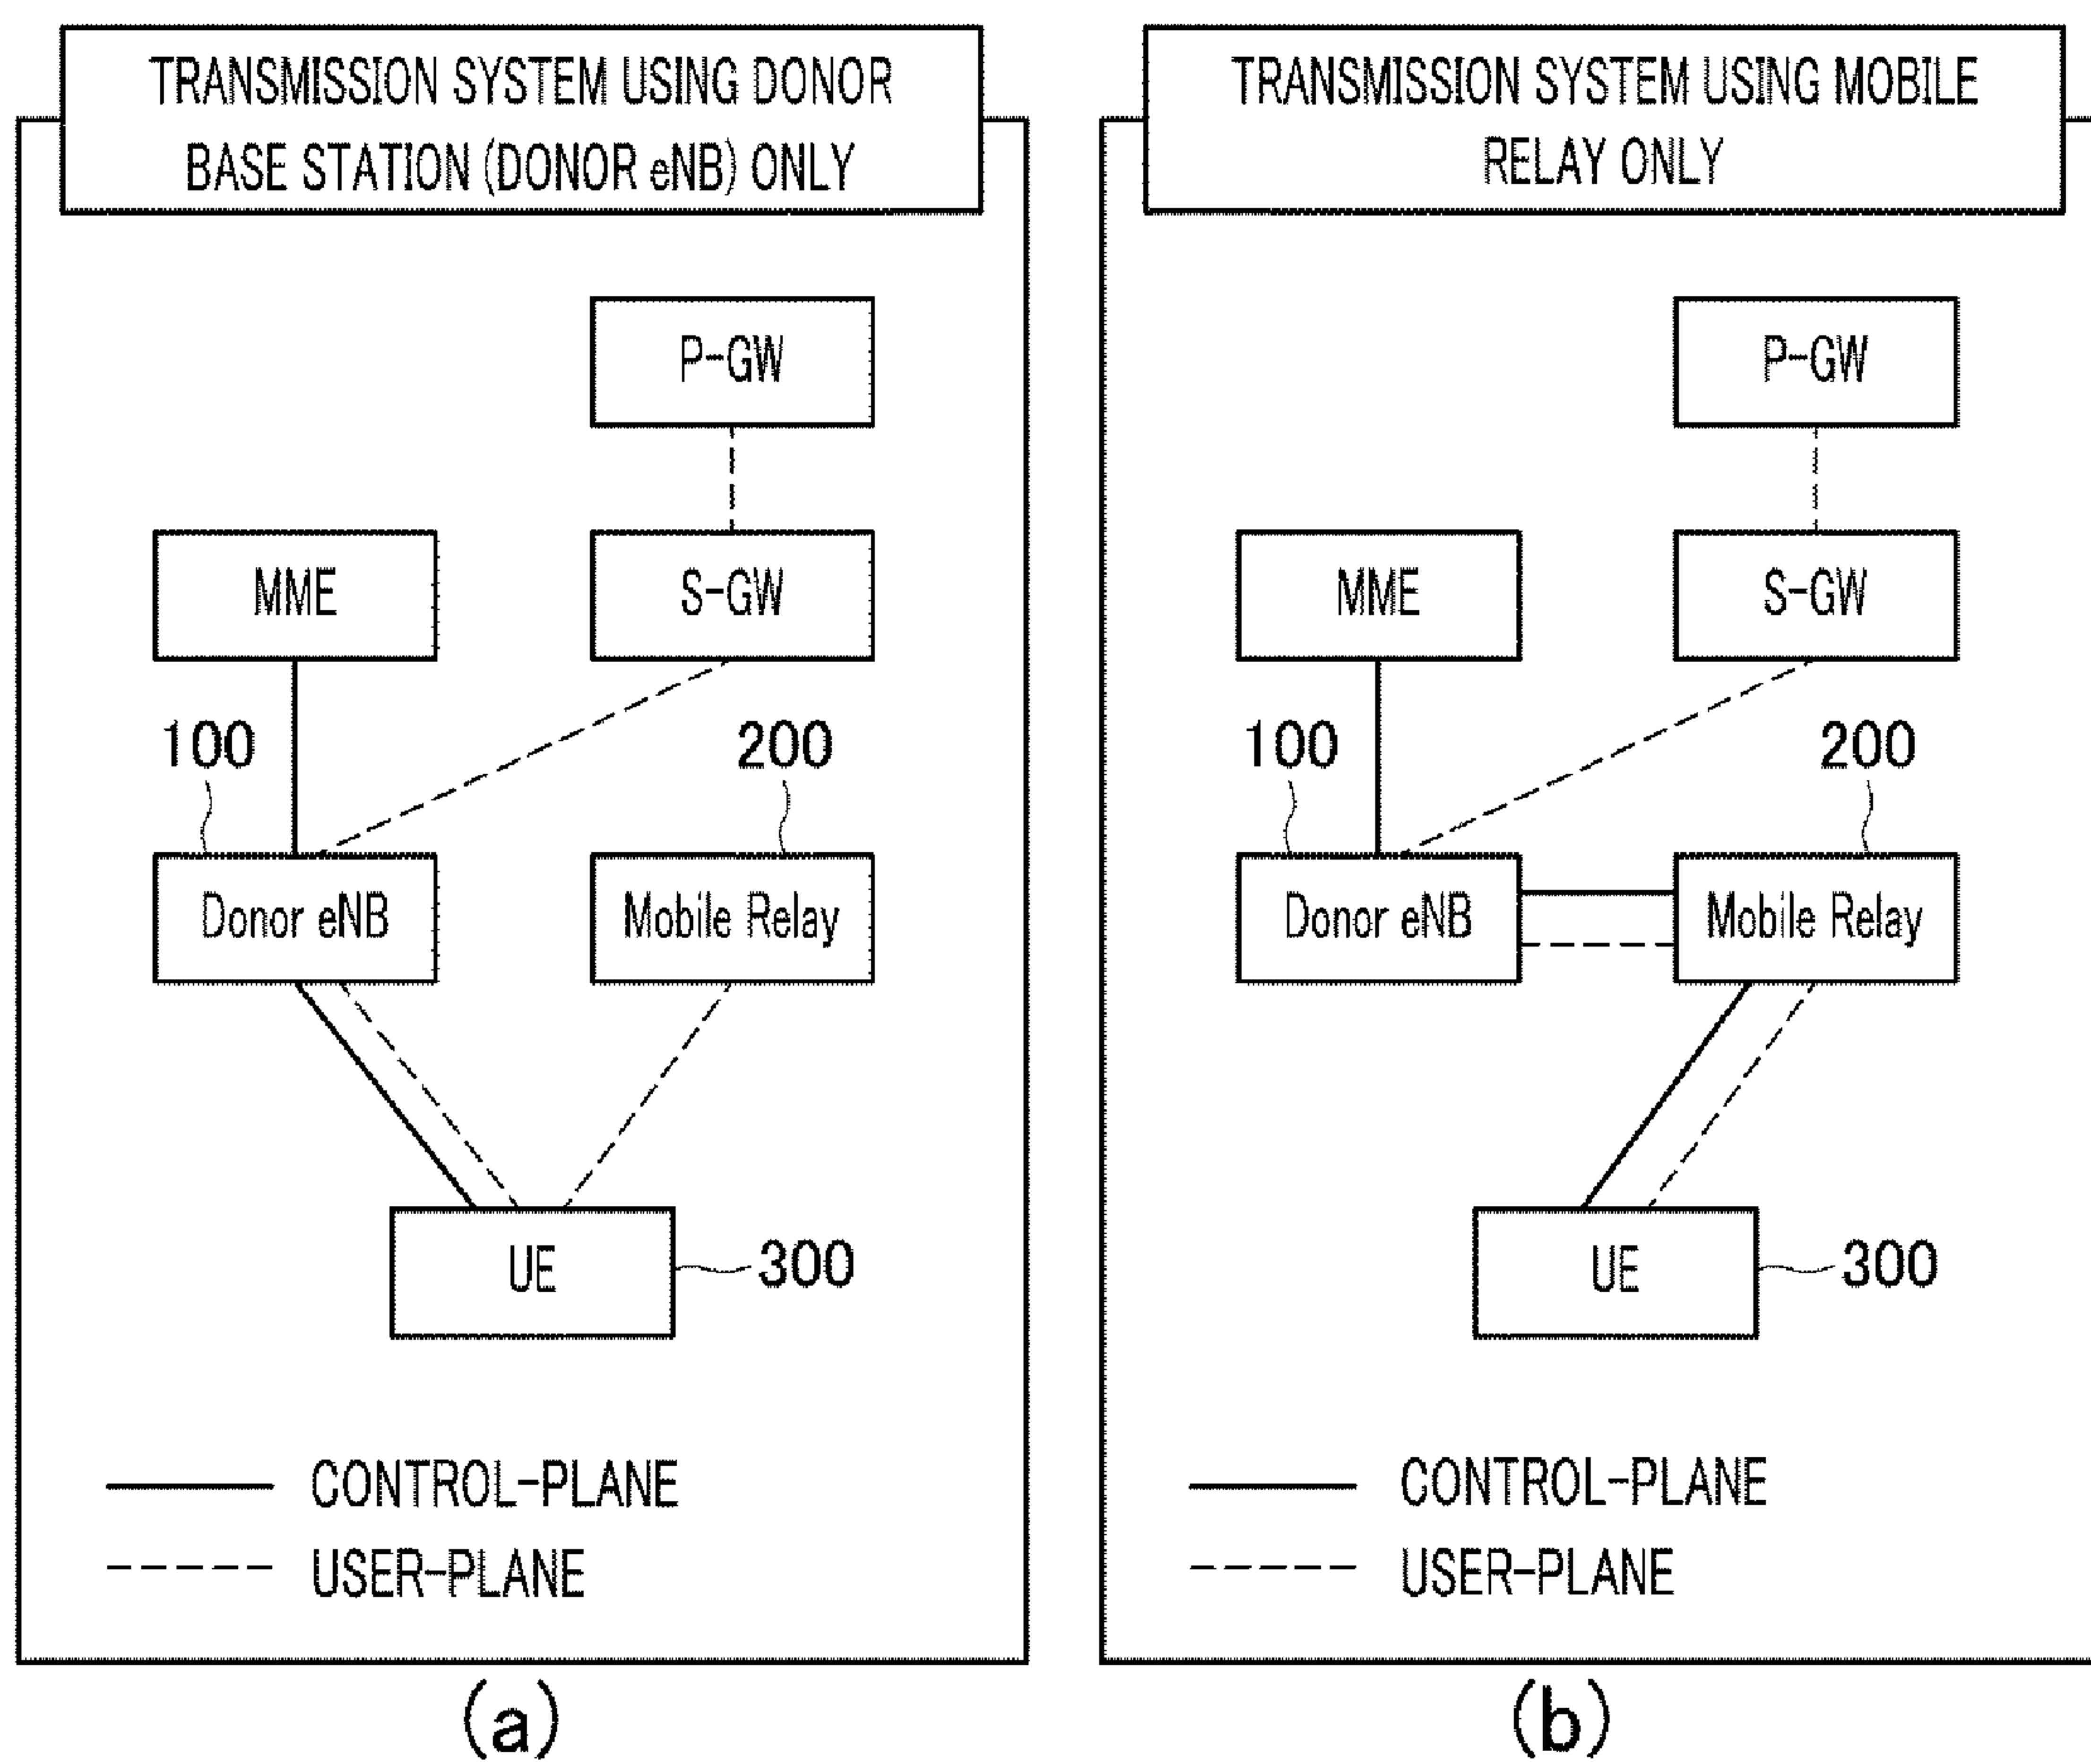 TRANSMISSION SYSTEM USING DONOR
BASE STATION (DONOR eNB) ONLY
P-GW
MME
S-GW
100
200
Donor eNB
Mobile Relay
UE
300
CONTROL-PLANE
USER-PLANE
(a)
TRANSMISSION SYSTEM USING MOBILE
RELAY ONLY
P-GW
MME
S-GW
100
200
Donor eNB
Mobile Relay
UE
300
CONTROL-PLANE
USER-PLANE
(b)